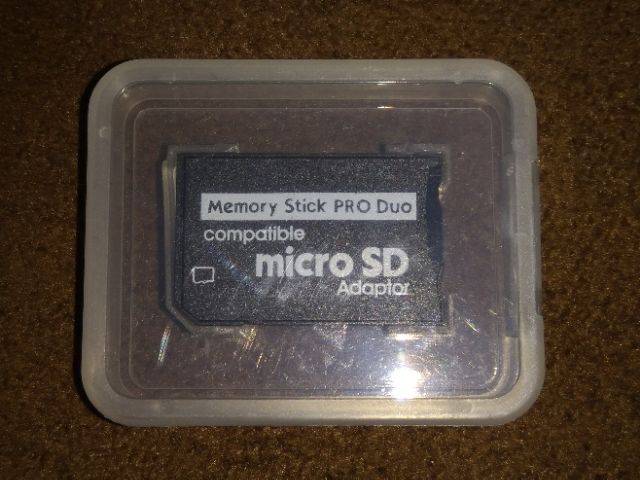 Memory Stick PRO Duo
compatible
micro SD
Adaptor